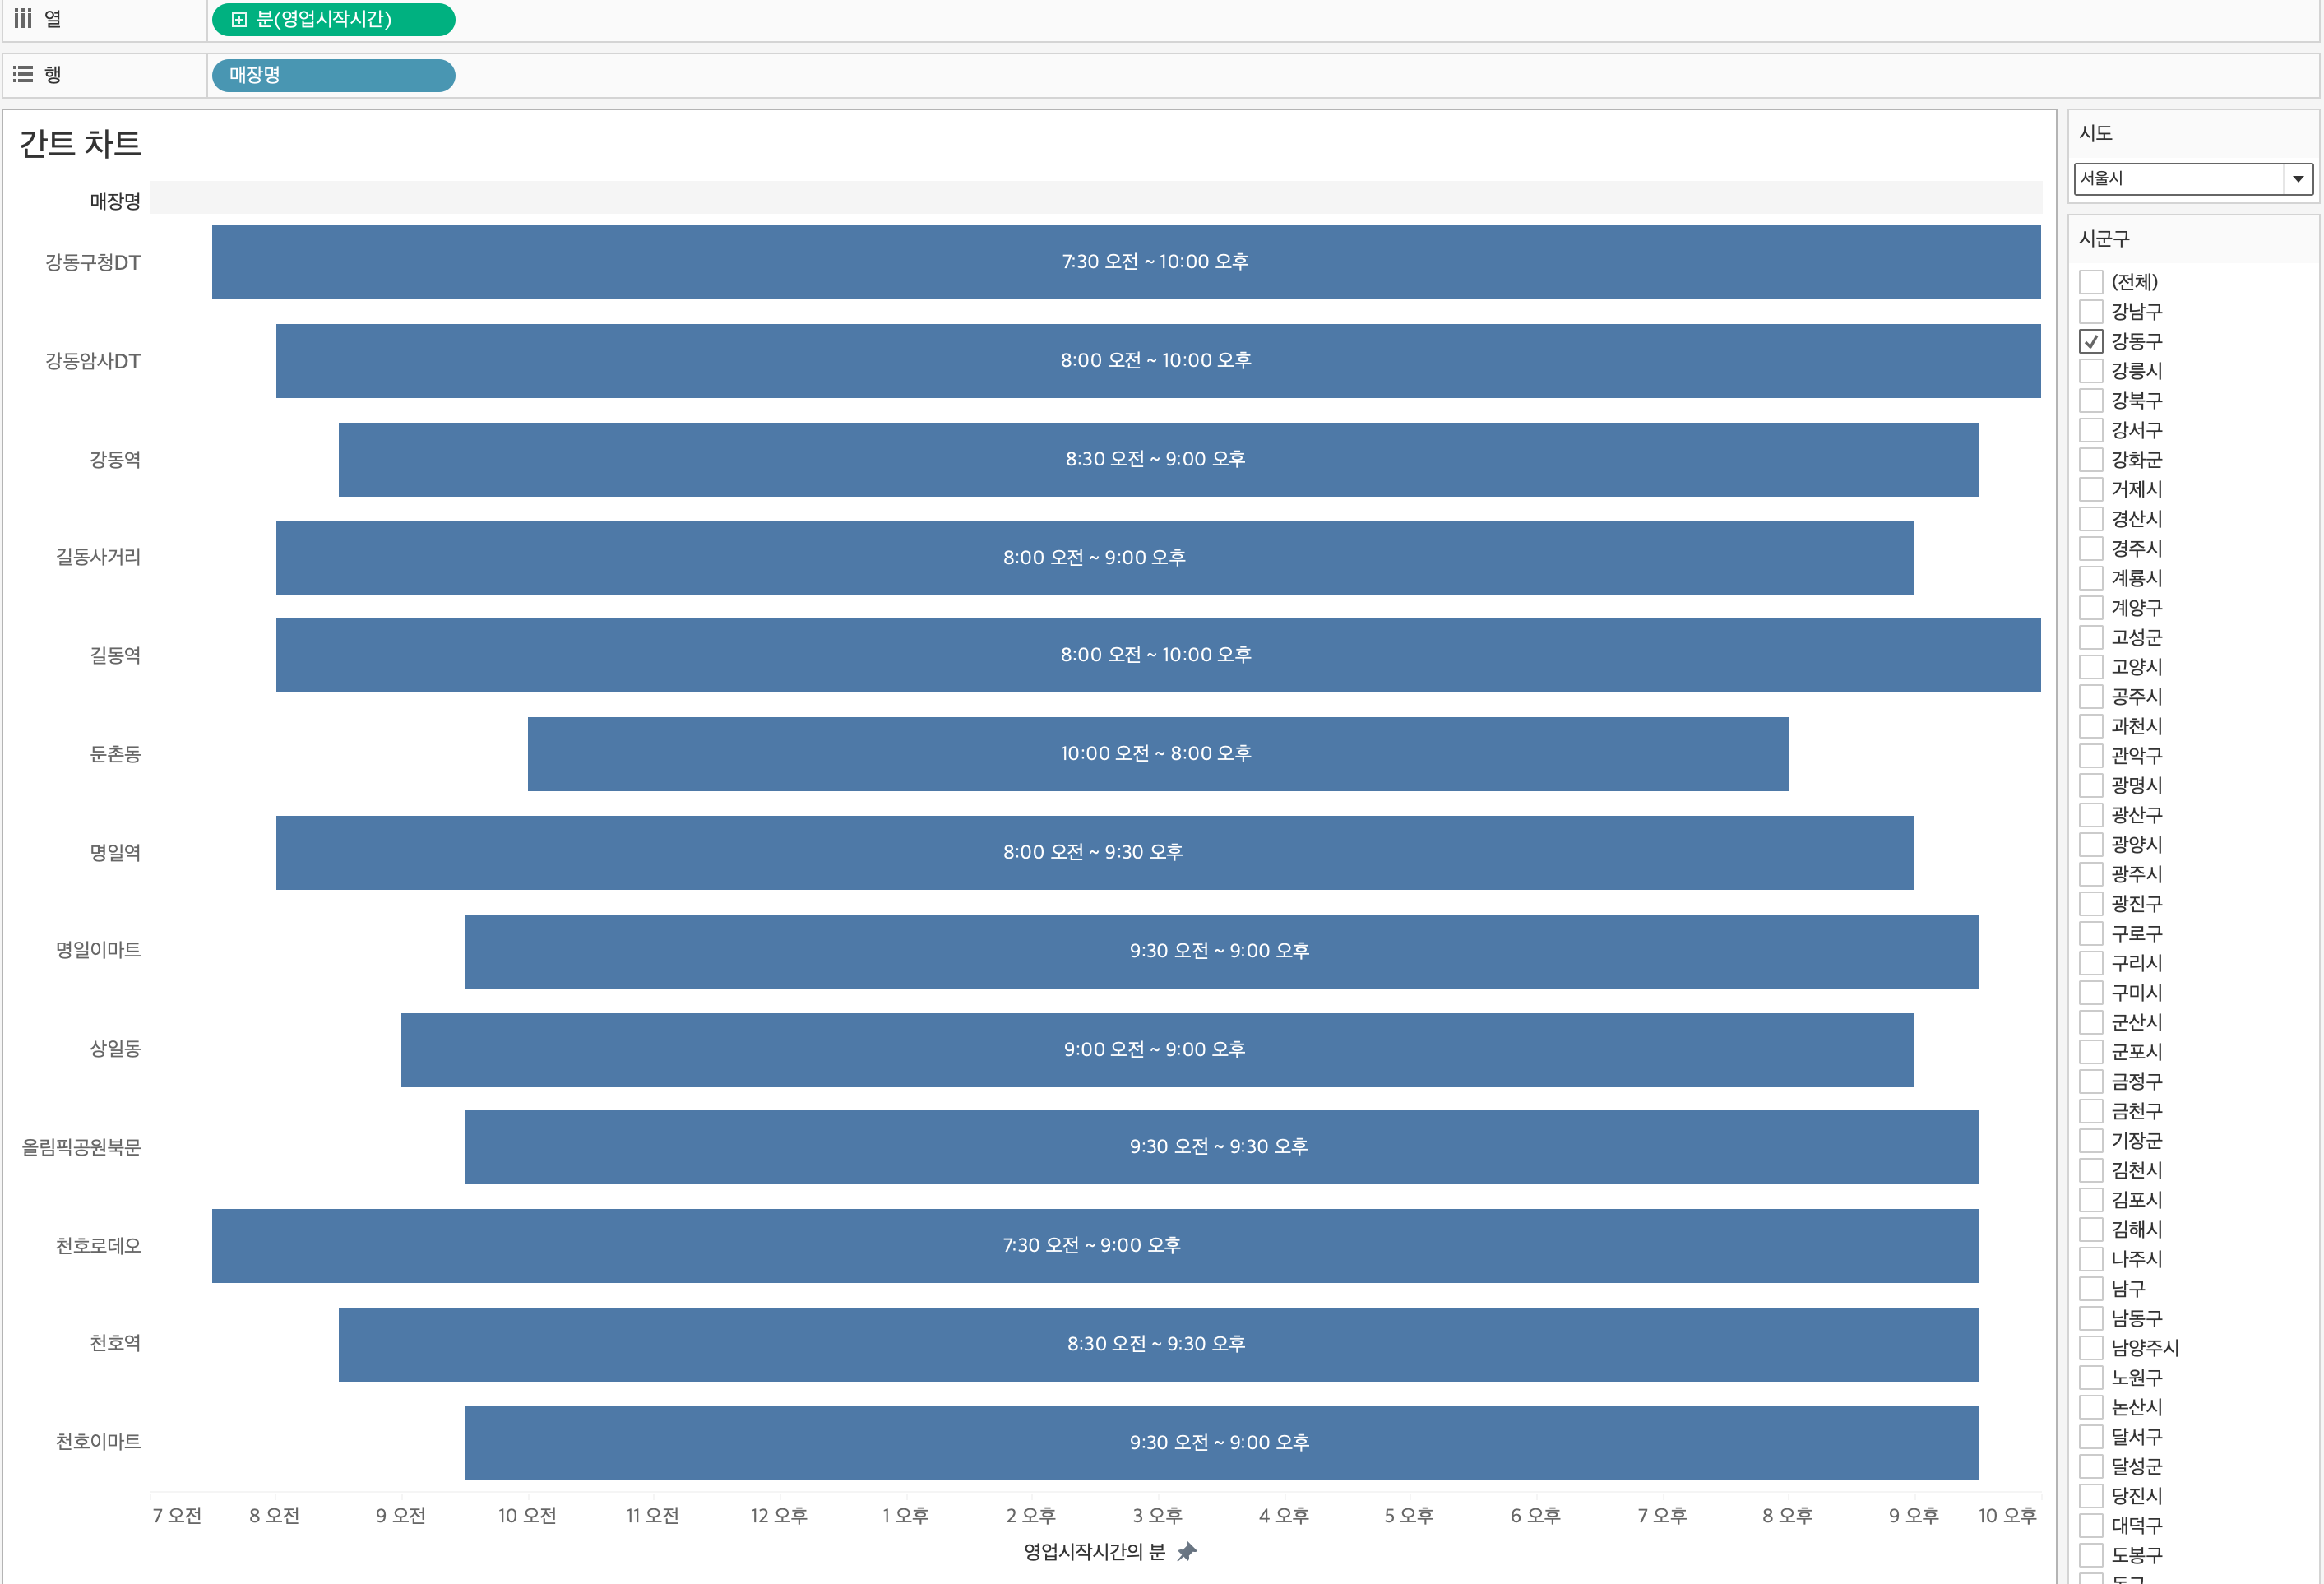 열
분(영업시작시간)
행
매장명
간트 차트
매장명
강동구청DT
7:30 오전 ~ 10:00 오후
강동암사DT
8:00 오전 ~ 10:00 오후
강동역
8:30 오전 ~ 9:00 오후
길동사거리
8:00 오전 ~ 9:00 오후
길동역
8:00 오전 ~ 10:00 오후
둔촌동
10:00 오전 ~ 8:00 오후
명일역
8:00 오전 ~ 9:30 오후
명일이마트
9:30 오전 ~ 9:00 오후
상일동
9:00 오전 ~ 9:00 오후
올림픽공원북문
9:30 오전 ~ 9:30 오후
천호로데오
7:30 오전 ~ 9:00 오후
천호역
8:30 오전 ~ 9:30 오후
천호이마트
9:30 오전 ~ 9:00 오후
7 오전 8 오전 9 오전 10 오전 11 오전 12 오후 1 오후 2 오후 3 오후 4 오후 5 오후 6 오후 7 오후 8 오후 9 오후 10 오후
영업시작시간의 분
시도
서울시
시군구
(전체)
강남구
강동구
강릉시
강북구
강서구
강화군
거제시
경산시
경주시
계룡시
계양구
고성군
고양시
공주시
과천시
관악구
광명시
광산구
광양시
광주시
광진구
구로구
구리시
구미시
군산시
군포시
금정구
금천구
기장군
김천시
김포시
김해시
나주시
남구
남동구
남양주시
노원구
논산시
달서구
달성군
당진시
대덕구
도봉구